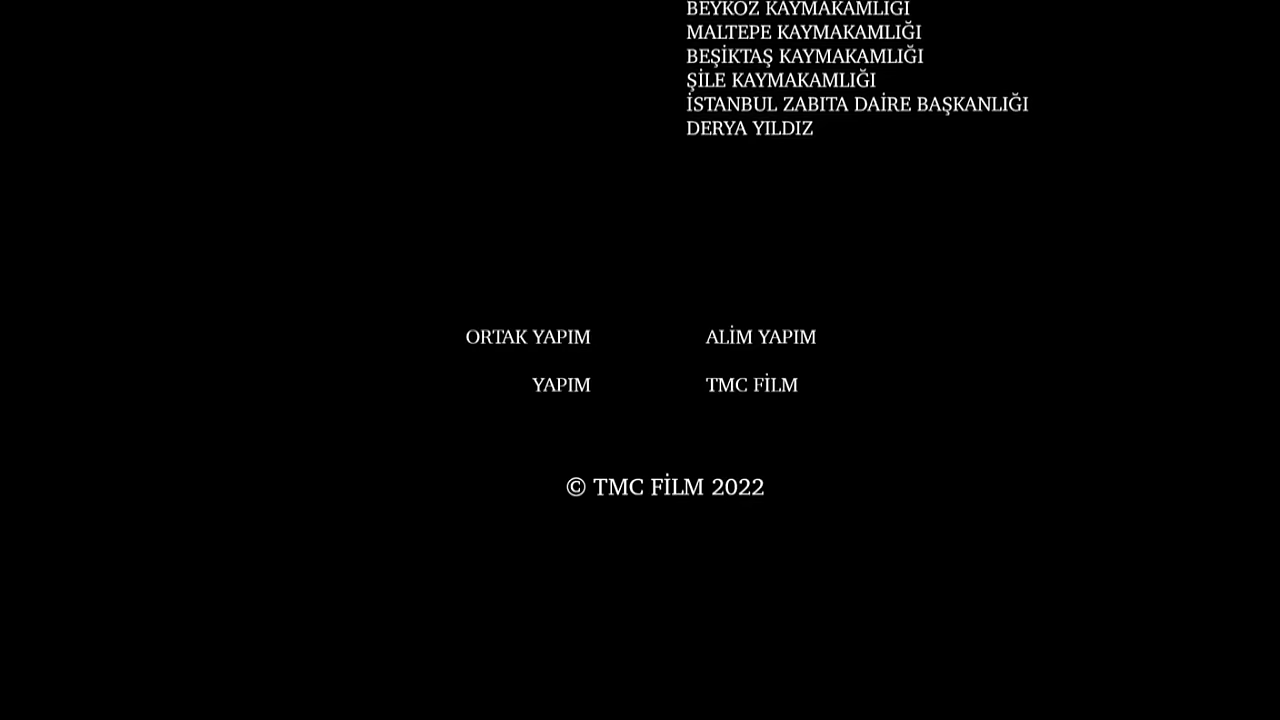 BEYKOZ KAYMAKAMLIĞI
MALTEPE KAYMAKAMLIĞI
BEŞİKTAŞ KAYMAKAMLIĞI
ŞİLE KAYMAKAMLIĞI
İSTANBUL ZABITA DAİRE BAŞKANLIĞI
DERYA YILDIZ
ORTAK YAPIM ALİM YAPIM
YAPIM TMC FİLM
© TMC FİLM 2022